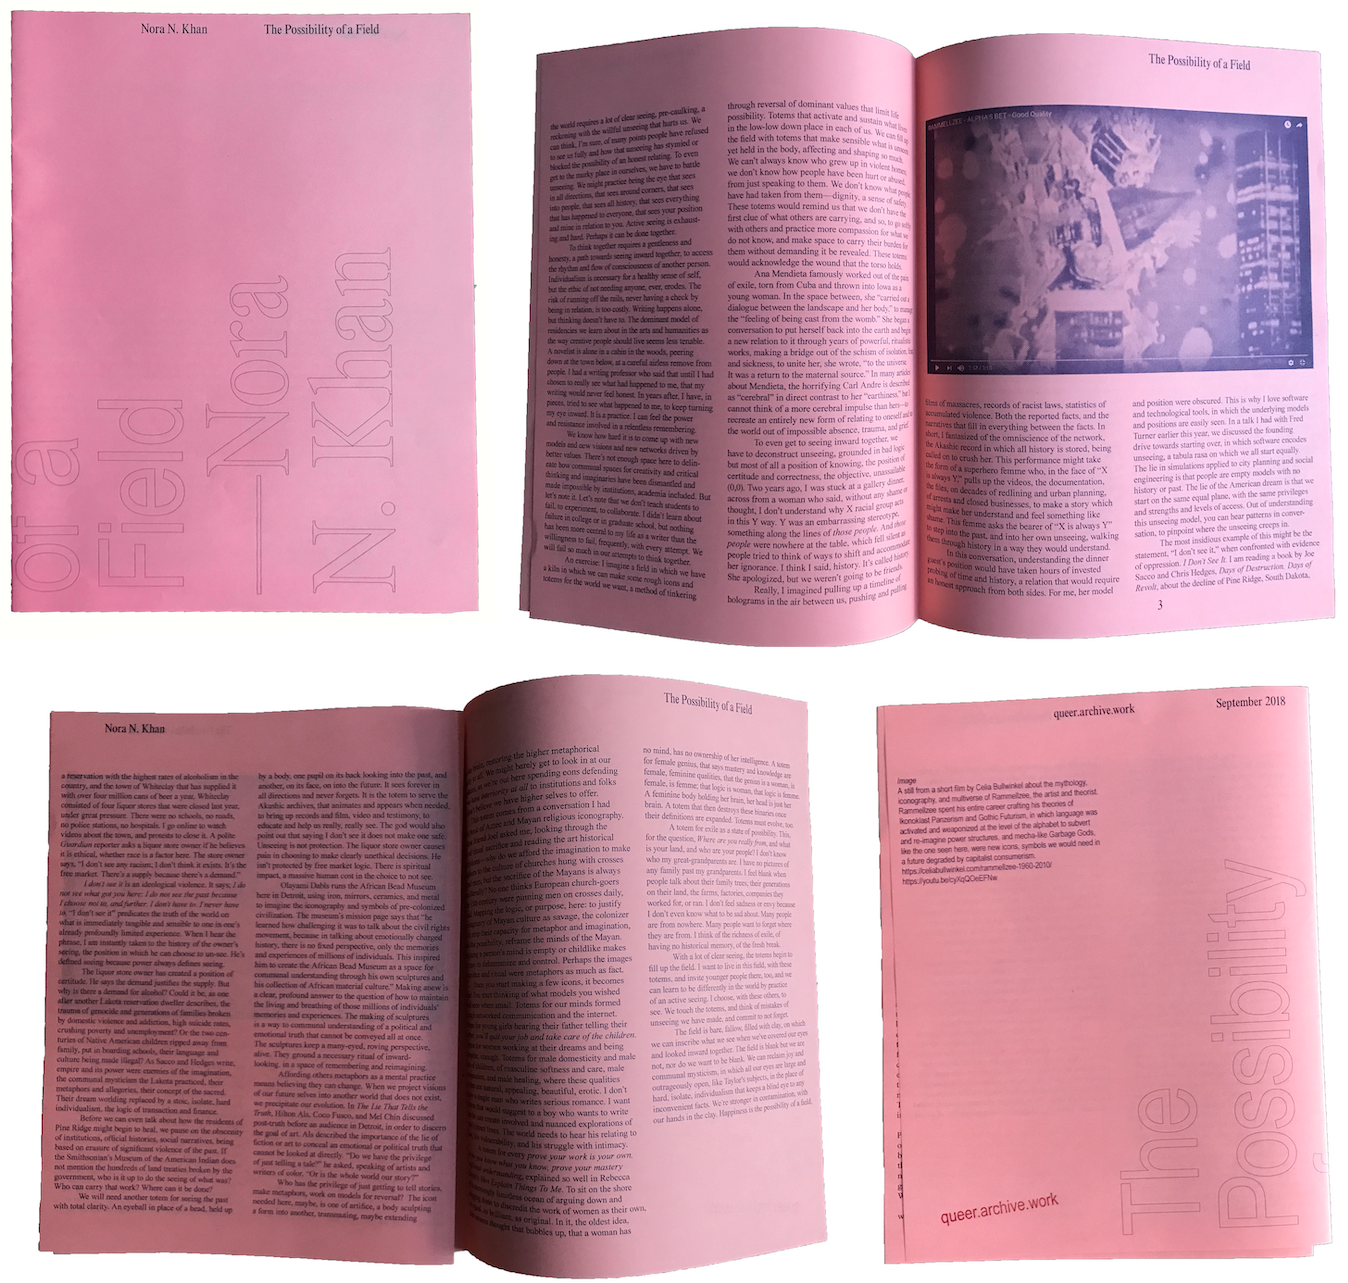 Nora N. Khan
The Possibility of a Field
of a
Field
—Nora
N. Khan
the world requires a lot of clear seeing, pre-caulking, a
reckoning with the willful unseeing that hurts us. We
can think, I'm sure, of many points people have refused
to see us fully and how that unseeing has stymied or
blocked the possibility of an honest relating. To even
get to the murky place in ourselves, we have to battle
unseeing. We might practice being the eye that sees
in all directions, that sees around corners, that sees
into people, that sees all history, that sees everything
that has happened to everyone, that sees your position
and mine in relation to you. Active seeing is exhaust-
ing and hard. Perhaps it can be done together.
To think together requires a gentleness and
honesty, a path towards seeing inward together, to access
the rhythm and flow of consciousness of another person.
Individualism is necessary for a healthy sense of self,
but the ethic of not needing anyone, ever, erodes. The
risk of running off the rails, never having a check by
being in relation, is too costly. Writing happens alone,
but thinking doesn't have to. The dominant model of
residencies we learn about in the arts and humanities as
the way creative people should live seems less tenable.
A novelist is alone in a cabin in the woods, peering
down at the town below, at a careful airless remove from
people. I had a writing professor who said that until I had
chosen to really see what had happened to me, that my
writing would never feel honest. In years after, I have, in
pieces, tried to see what happened to me, to keep turning
my eye inward. It is a practice. I can feel the power
and resistance involved in a relentless remembering.
We know how hard it is to come up with new
models and new visions and new networks driven by
better values. There's not enough space here to delin-
eate how communal spaces for creativity and critical
thinking and imaginaries have been dismantled and
made impossible by institutions, academia included. But
let's note it. Let's note that we don't teach students to
fail, to experiment, to collaborate. I didn't learn about
failure in college or in graduate school, but nothing
has been more central to my life as a writer than the
willingness to fail, frequently, with every attempt. We
will fail so much in our attempts to think together.
An exercise: I imagine a field in which we have
a kiln in which we can make some rough icons and
totems for the world we want, a method of tinkering
through reversal of dominant values that limit life
possibility. Totems that activate and sustain what lives
in the low-low down place in each of us. We can fill up
the field with totems that make sensible what is unseen
yet held in the body, affecting and shaping so much.
We can't always know who grew up in violent homes,
we don't know how people have been hurt or abused,
from just speaking to them. We don't know what people
have had taken from them—dignity, a sense of safety.
These totems would remind us that we don't have the
first clue of what others are carrying, and so, to go softly
with others and practice more compassion for what we
do not know, and make space to carry their burden for
them without demanding it be revealed. These totems
would acknowledge the wound that the torso holds.
Ana Mendieta famously worked out of the pain
of exile, torn from Cuba and thrown into Iowa as a
young woman. In the space between, she "carried out a
dialogue between the landscape and her body," to
the "feeling of being cast from the womb." She began a
conversation to put herself back into the earth and begin
a new relation to it through years of powerful, ritualistic
works, making a bridge out of the schism of isolation,
and sickness, to unite her, she wrote, "to the universe
It was a return to the maternal source." In many articles
about Mendieta, the horrifying Carl Andre is described
as "cerebral" in direct contrast to her "earthiness," but I
cannot think of a more cerebral impulse than hers—to
recreate an entirely new form of relating to oneself and
the world out of impossible absence, trauma, and grief.
To even get to seeing inward together, we
have to deconstruct unseeing, grounded in bad logic
but most of all a position of knowing, the position of
certitude and correctness, the objective, unassailable
(0,0). Two years ago, I was stuck at a gallery dinner,
across from a woman who said, without any shame or
thought, I don't understand why X racial group acts
in this Y way. Y was an embarrassing stereotype,
something along the lines of those people. And those
people were nowhere at the table, which fell silent as
people tried to think of ways to shift and accommodate
her ignorance. I think I said, history. It's called history.
She apologized, but we weren't going to be friends.
Really, I imagined pulling up a timeline of
holograms in the air between us, pushing and pulling
The Possibility of a Field
RAMMELLZEE - ALPHA'S BET - Good Quality
films of massacres, records of racist laws, statistics of
accumulated violence. Both the reported facts, and the
narratives that fill in everything between the facts. In
short, I fantasized of the omniscience of the network,
the Akashic record in which all history is stored, being
called on to crush her. This performance might take
the form of a superhero femme who, in the face of "X
is always Y," pulls up the videos, the documentation,
the files, on decades of redlining and urban planning,
of arrests and closed businesses, to make a story which
might make her understand and feel something like
shame. This femme asks the bearer of "X is always Y"
to step into the past, and into her own unseeing, walking
them through history in a way they would understand.
In this conversation, understanding the dinner
guest's position would have taken hours of invested
probing of time and history, a relation that would require
an honest approach from both sides. For me, her model
and position were obscured. This is why I love software
and technological tools, in which the underlying models
and positions are easily seen. In a talk I had with Fred
Turner earlier this year, we discussed the founding
drive towards starting over, in which software encodes
unseeing; a tabula rasa on which we all start equally.
The lie in simulations applied to city planning and social
engineering is that people are empty models with no
history or past. The lie of the American dream is that we
start on the same equal plane, with the same privileges
and strengths and levels of access. Out of understanding
this unseeing model, you can bear patterns in conver-
sation, to pinpoint where the unseeing creeps in.
The most insidious example of this might be the
statement, "I don't see it," when confronted with evidence
of oppression. I Don't See It. I am reading a book by Joe
Sacco and Chris Hedges, Days of Destruction. Days of
Revolt, about the decline of Pine Ridge, South Dakota,
3
Nora N. Khan
a reservation with the highest rates of alcoholism in the
country, and the town of Whiteclay that has supplied it
with over four million cans of beer a year. Whiteclay
consisted of four liquor stores that were closed last year,
under great pressure. There were no schools, no roads,
no police stations, no hospitals. I go online to watch
videos about the town, and protests to close it. A polite
Guardian reporter asks a liquor store owner if he believes
it is ethical, whether race is a factor here. The store owner
says, "I don't see any racism; I don't think it exists. It's the
free market. There's a supply because there's a demand."
I don't see it is an ideological violence. It says: I do
not see what got you here; I do not see the past because
I choose not to, and further, I don't have to. I never have
to. "I don't see it" predicates the truth of the world on
what is immediately tangible and sensible to one in one's
already profoundly limited experience. When I hear the
phrase, I am instantly taken to the history of the owner's
seeing, the position in which he can choose to un-see. He's
defined seeing because power always defines seeing.
The liquor store owner has created a position of
certitude. He says the demand justifies the supply. But
why is there a demand for alcohol? Could it be, as one
after another Lakota reservation dweller describes, the
trauma of genocide and generations of families broken
by domestic violence and addiction, high suicide rates,
crushing poverty and unemployment? Or the two cen-
turies of Native American children ripped away from
family, put in boarding schools, their language and
culture being made illegal? As Sacco and Hedges write,
empire and its power were enemies of the imagination,
the communal mysticism the Lakota practiced, their
metaphors and allegories, their concept of the sacred.
Their dream worlding replaced by a stoic, isolate, hard
individualism, the logic of transaction and finance.
Before we can even talk about how the residents of
Pine Ridge might begin to heal, we pause on the obscenity
of institutions, official histories, social narratives, being
based on erasure of significant violence of the past. If
the Smithsonian's Museum of the American Indian does
not mention the hundreds of land treaties broken by the
government, who is it up to do the seeing of what was?
Who can carry that work? Where can it be done?
We will need another totem for seeing the past
with total clarity. An eyeball in place of a head, held up
by a body, one pupil on its back looking into the past, and
another, on its face, on into the future. It sees forever in
all directions and never forgets. It is the totem to serve the
Akashic archives, that animates and appears when needed,
to bring up records and film, video and testimony, to
educate and help us really, really see. The god would also
point out that saying I don't see it does not make one safe.
Unseeing is not protection. The liquor store owner causes
pain in choosing to make clearly unethical decisions. He
isn't protected by free market logic. There is spiritual
impact, a massive human cost in the choice to not see.
Olayami Dabls runs the African Bead Museum
here in Detroit, using iron, mirrors, ceramics, and metal
to imagine the iconography and symbols of pre-colonized
civilization. The museum's mission page says that "he
learned how challenging it was to talk about the civil rights
movement, because in talking about emotionally charged
history, there is no fixed perspective, only the memories
and experiences of millions of individuals. This inspired
him to create the African Bead Museum as a space for
communal understanding through his own sculptures and
his collection of African material culture." Making anew is
a clear, profound answer to the question of how to maintain
the living and breathing of those millions of individuals'
memories and experiences. The making of sculptures
is a way to communal understanding of a political and
emotional truth that cannot be conveyed all at once.
The sculptures keep a many-eyed, roving perspective,
alive. They ground a necessary ritual of inward-
looking, in a space of remembering and reimagining.
Affording others metaphors as a mental practice
means believing they can change. When we project visions
of our future selves into another world that does not exist,
we precipitate our evolution. In The Lie That Tells the
Truth, Hilton Als, Coco Fusco, and Mel Chin discussed
post-truth before an audience in Detroit, in order to discern
the goal of art. Als described the importance of the lie of
fiction or art to conceal an emotional or political truth that
cannot be looked at directly. "Do we have the privilege
of just telling a tale?" he asked, speaking of artists and
writers of color. "Or is the whole world our story?"
Who has the privilege of just getting to tell stories,
make metaphors, work on models for reversal? The icon
needed here, maybe, is one of artifice, a body sculpting
a form into another, transmuting, maybe extending
The Possibility of a Field
restoring the higher metaphorical
might barely get to look in at our
out here spending eons defending
at all to institutions and folks
we have higher selves to offer.
totem comes from a conversation I had
of Aztec and Mayan religious iconography.
asked me, looking through the
sacrifice and reading the art historical
why do we afford the imagination to make
the culture of churches hung with crosses
but the sacrifice of the Mayans is always
No one thinks European church-goers
were pinning men on crosses daily,
the logic, or purpose, here: to justify
of Mayan culture as savage, the colonizer
capacity for metaphor and imagination,
possibility, reframe the minds of the Mayan.
person's mind is empty or childlike makes
and control. Perhaps the images
and ritual were metaphors as much as fact.
you start making a few icons, it becomes
thinking of what models you wished
when small. Totems for our minds formed
communication and the internet.
young girls hearing their father telling their
quit your job and take care of the children.
women working at their dreams and being
enough. Totems for male domesticity and male
of masculine softness and care, male
and male healing, where these qualities
appealing, beautiful, erotic. I don't
man who writes serious romance. I want
would suggest to a boy who wants to write
involved and nuanced explorations of
The world needs to hear his relating to
and his struggle with intimacy.
for every prove your work is your own,
know what you know, prove your mastery
understanding, explained so well in Rebecca
Explain Things To Me. To sit on the shore
limitless ocean of arguing down and
to discredit the work of women as their own,
as brilliant, as original. In it, the oldest idea,
thought that bubbles up, that a woman has
no mind, has no ownership of her intelligence. A totem
for female genius, that says mastery and knowledge are
female, feminine qualities, that the genius is a woman, is
female, is femme; that logic is woman, that logic is femme.
A feminine body holding her brain, her head is just her
brain. A totem that then destroys these binaries once
their definitions are expanded. Totems must evolve, too.
A totem for exile as a state of possibility. This,
for the question, Where are you really from, and what
is your land, and who are your people? I don't know
who my great-grandparents are. I have no pictures of
any family past my grandparents. I feel blank when
people talk about their family trees, their generations
on their land, the farms, factories, companies they
worked for, or ran. I don't feel sadness or envy because
I don't even know what to be sad about. Many people
are from nowhere. Many people want to forget where
they are from. I think of the richness of exile, of
having no historical memory, of the fresh break.
With a lot of clear seeing, the totems begin to
fill up the field. I want to live in this field, with these
totems, and invite younger people there, too, and we
can learn to be differently in the world by practice
of an active seeing. I choose, with these others, to
see. We touch the totems, and think of mistakes of
unseeing we have made, and commit to not forget.
The field is bare, fallow, filled with clay, on which
we can inscribe what we see when we've covered our eyes
and looked inward together. The field is blank but we are
not, nor do we want to be blank. We can reclaim joy and
communal mysticism, in which all our eyes are large and
outrageously open, like Taylor's subjects, in the place of
hard, isolate, individualism that keeps a blind eye to any
inconvenient facts. We're stronger in contamination, with
our hands in the clay. Happiness is the possibility of a field.
queer.archive.work
September 2018
Image
A still from a short film by Celia Bullwinkel about the mythology,
iconography, and multiverse of Rammellzee, the artist and theorist.
Rammellzee spent his entire career crafting his theories of
Ikonoklast Panzerism and Gothic Futurism, in which language was
activated and weaponized at the level of the alphabet to subvert
and re-imagine power structures, and mecha-like Garbage Gods,
like the one seen here, were new icons, symbols we would need in
a future degraded by capitalist consumerism.
https://celiabullwinkel.com/rammellzee-1960-2010/
https://youtu.be/cyXqQOeEFNw
The
Possibility
queer.archive.work